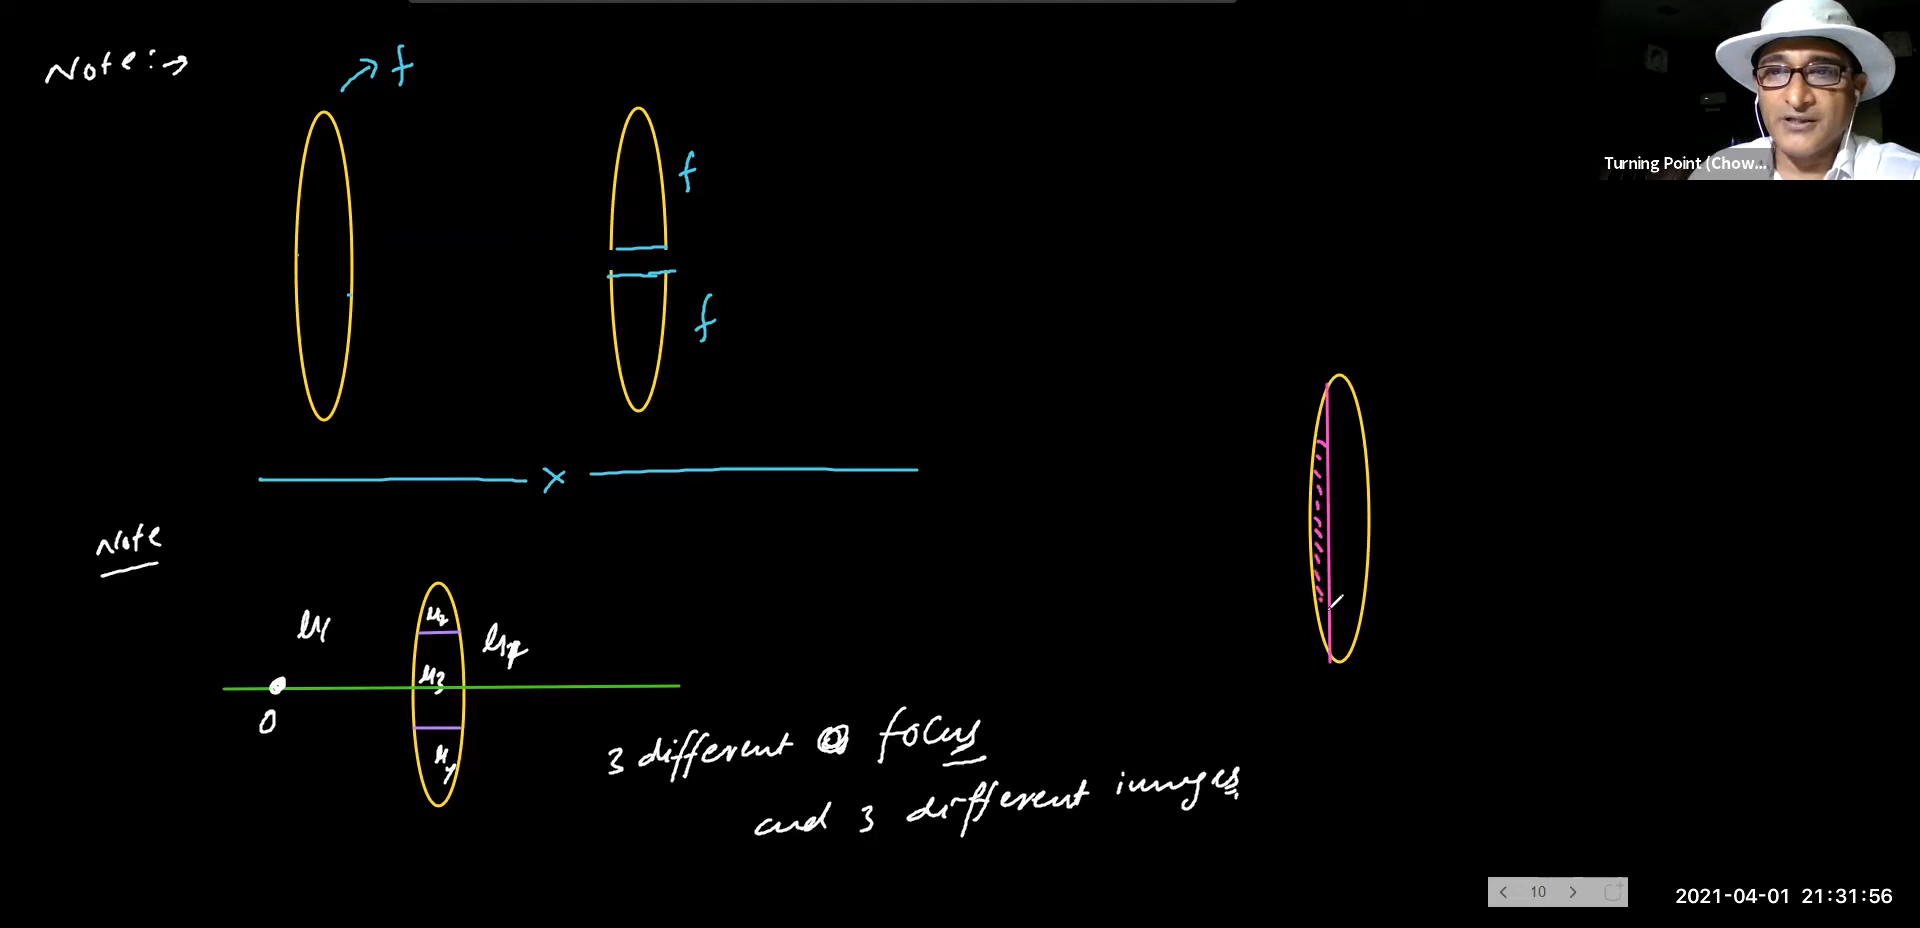 Note:→
→ f
f
f
x
Note
μ1
μ2
μ3
μ4
O
3 different focus
and 3 different images
Turning Point (Chow...
10
2021-04-01 21:31:56